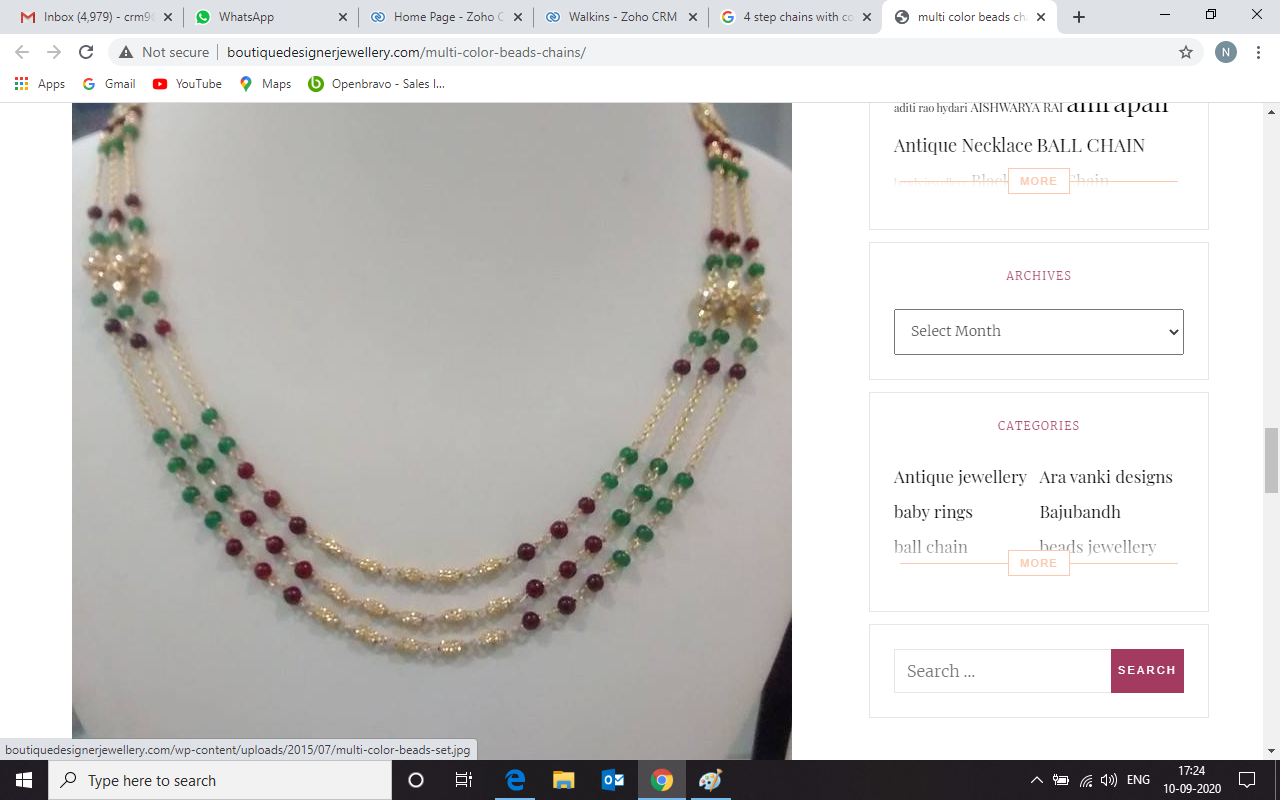 Inbox (4,979) - crm9
WhatsApp
Home Page - Zoho C
Walkins - Zoho CRM
4 step chains with co
multi color beads ch
Not secure
boutiquedesignerjewellery.com/multi-color-beads-chains/
N
Apps
Gmail
YouTube
Maps
Openbravo - Sales I...
aditi rao hydari AISHWARYA RAI amrapali
Antique Necklace BALL CHAIN
Black Chain
MORE
ARCHIVES
Select Month
CATEGORIES
Antique jewellery
Ara vanki designs
baby rings
Bajubandh
ball chain
beads jewellery
MORE
Search ...
SEARCH
boutiquedesignerjewellery.com/wp-content/uploads/2015/07/multi-color-beads-set.jpg
Type here to search
ENG
17:24
10-09-2020